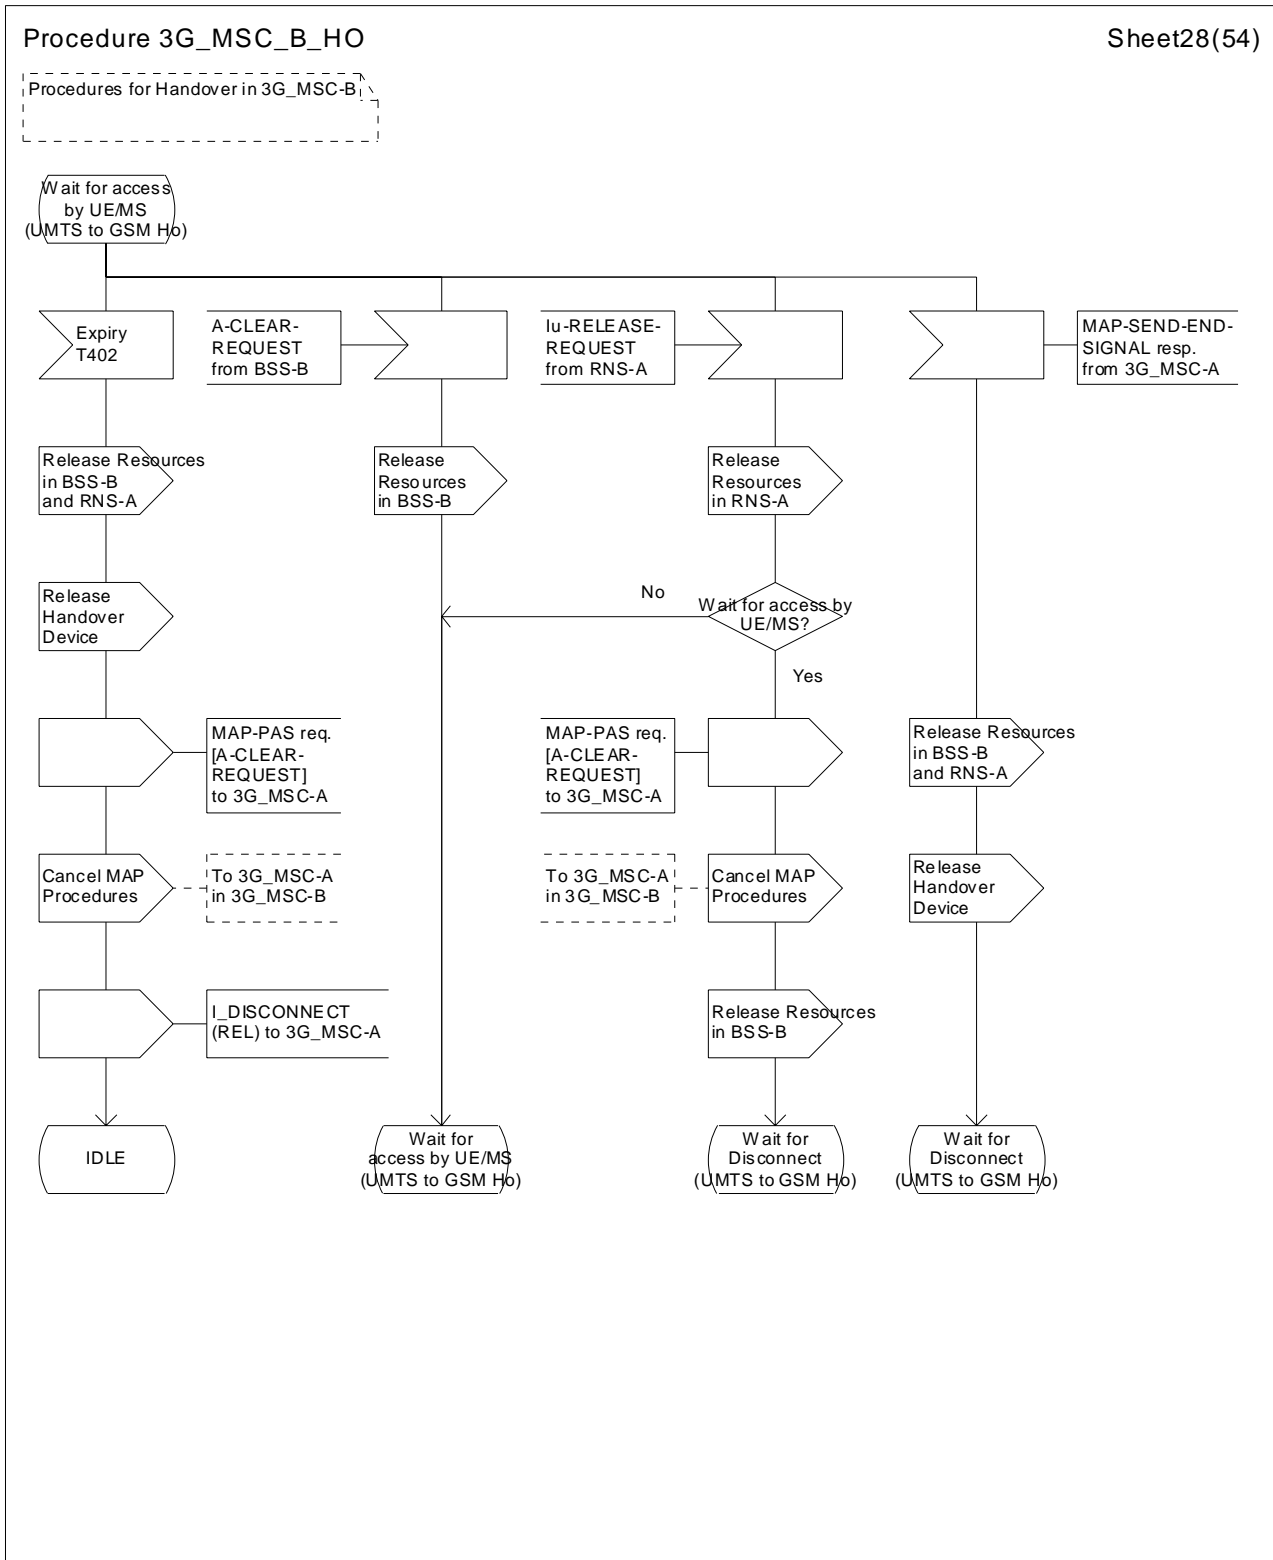 Procedure 3G_MSC_B_HO
Sheet28(54)
Procedures for Handover in 3G_MSC-B
Wait for access
by UE/MS
(UMTS to GSM Ho)
Expiry
T402
A-CLEAR-
REQUEST
from BSS-B
Iu-RELEASE-
REQUEST
from RNS-A
MAP-SEND-END-
SIGNAL resp.
from 3G_MSC-A
Release Resources
in BSS-B
and RNS-A
Release
Resources
in BSS-B
Release
Resources
in RNS-A
Release
Handover
Device
No
Wait for access by
UE/MS?
Yes
MAP-PAS req.
[A-CLEAR-
REQUEST]
to 3G_MSC-A
MAP-PAS req.
[A-CLEAR-
REQUEST]
to 3G_MSC-A
Release Resources
in BSS-B
and RNS-A
Cancel MAP
Procedures
To 3G_MSC-A
in 3G_MSC-B
To 3G_MSC-A
in 3G_MSC-B
Cancel MAP
Procedures
Release
Handover
Device
I_DISCONNECT
(REL) to 3G_MSC-A
Release Resources
in BSS-B
IDLE
Wait for
access by UE/MS
(UMTS to GSM Ho)
Wait for
Disconnect
(UMTS to GSM Ho)
Wait for
Disconnect
(UMTS to GSM Ho)